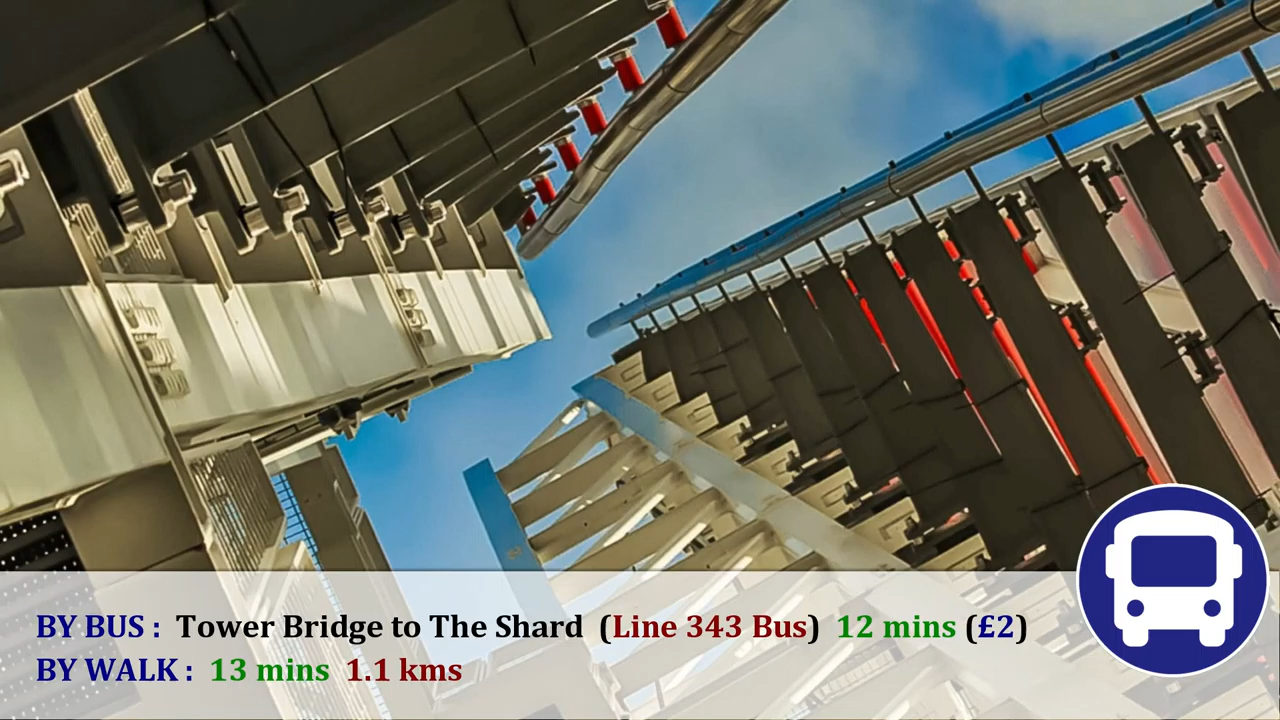 BY BUS : Tower Bridge to The Shard (Line 343 Bus) 12 mins (£2)
BY WALK : 13 mins 1.1 kms